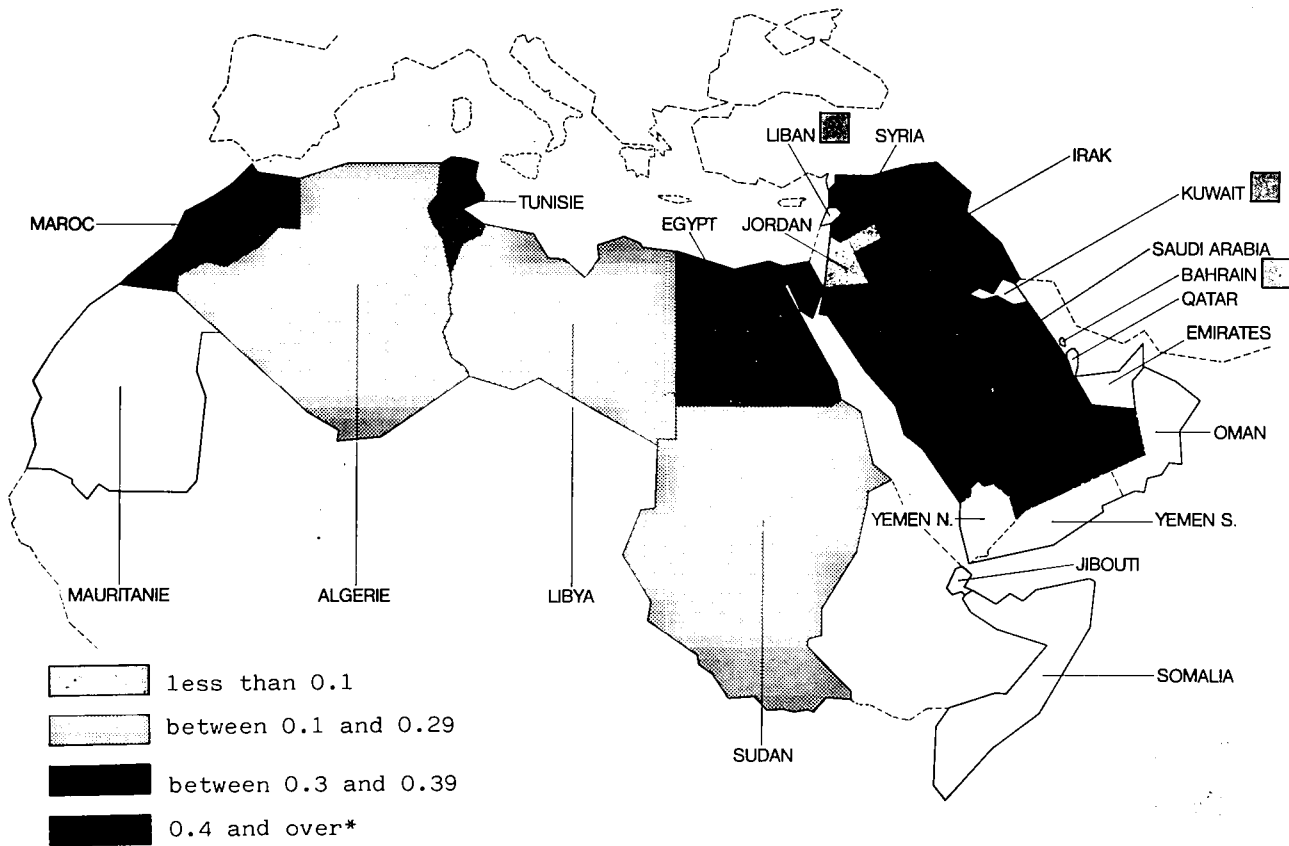 LIBAN
SYRIA
IRAK
KUWAIT
TUNISIE
MAROC
EGYPT
JORDAN
SAUDI ARABIA
BAHRAIN
QATAR
EMIRATES
OMAN
YEMEN N.
YEMEN S.
JIBOUTI
MAURITANIE
ALGERIE
LIBYA
SOMALIA
SUDAN
less than 0.1
between 0.1 and 0.29
between 0.3 and 0.39
0.4 and over*